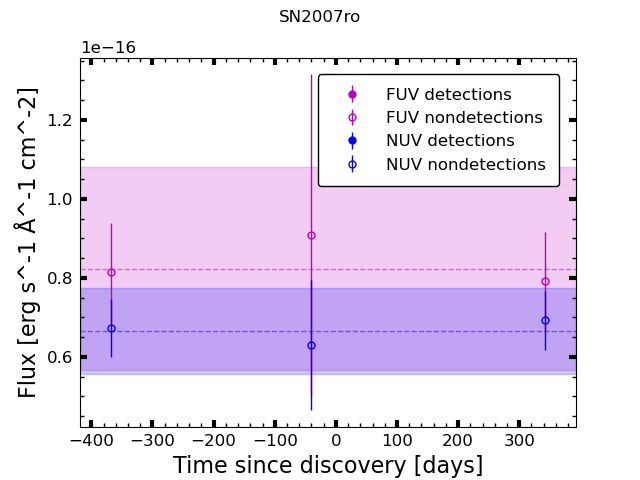 SN2007ro
1e−16
FUV detections
FUV nondetections
NUV detections
NUV nondetections
1.2
1.0
0.8
0.6
Flux [erg s^-1 Å^-1 cm^-2]
−400 −300 −200 −100 0 100 200 300
Time since discovery [days]